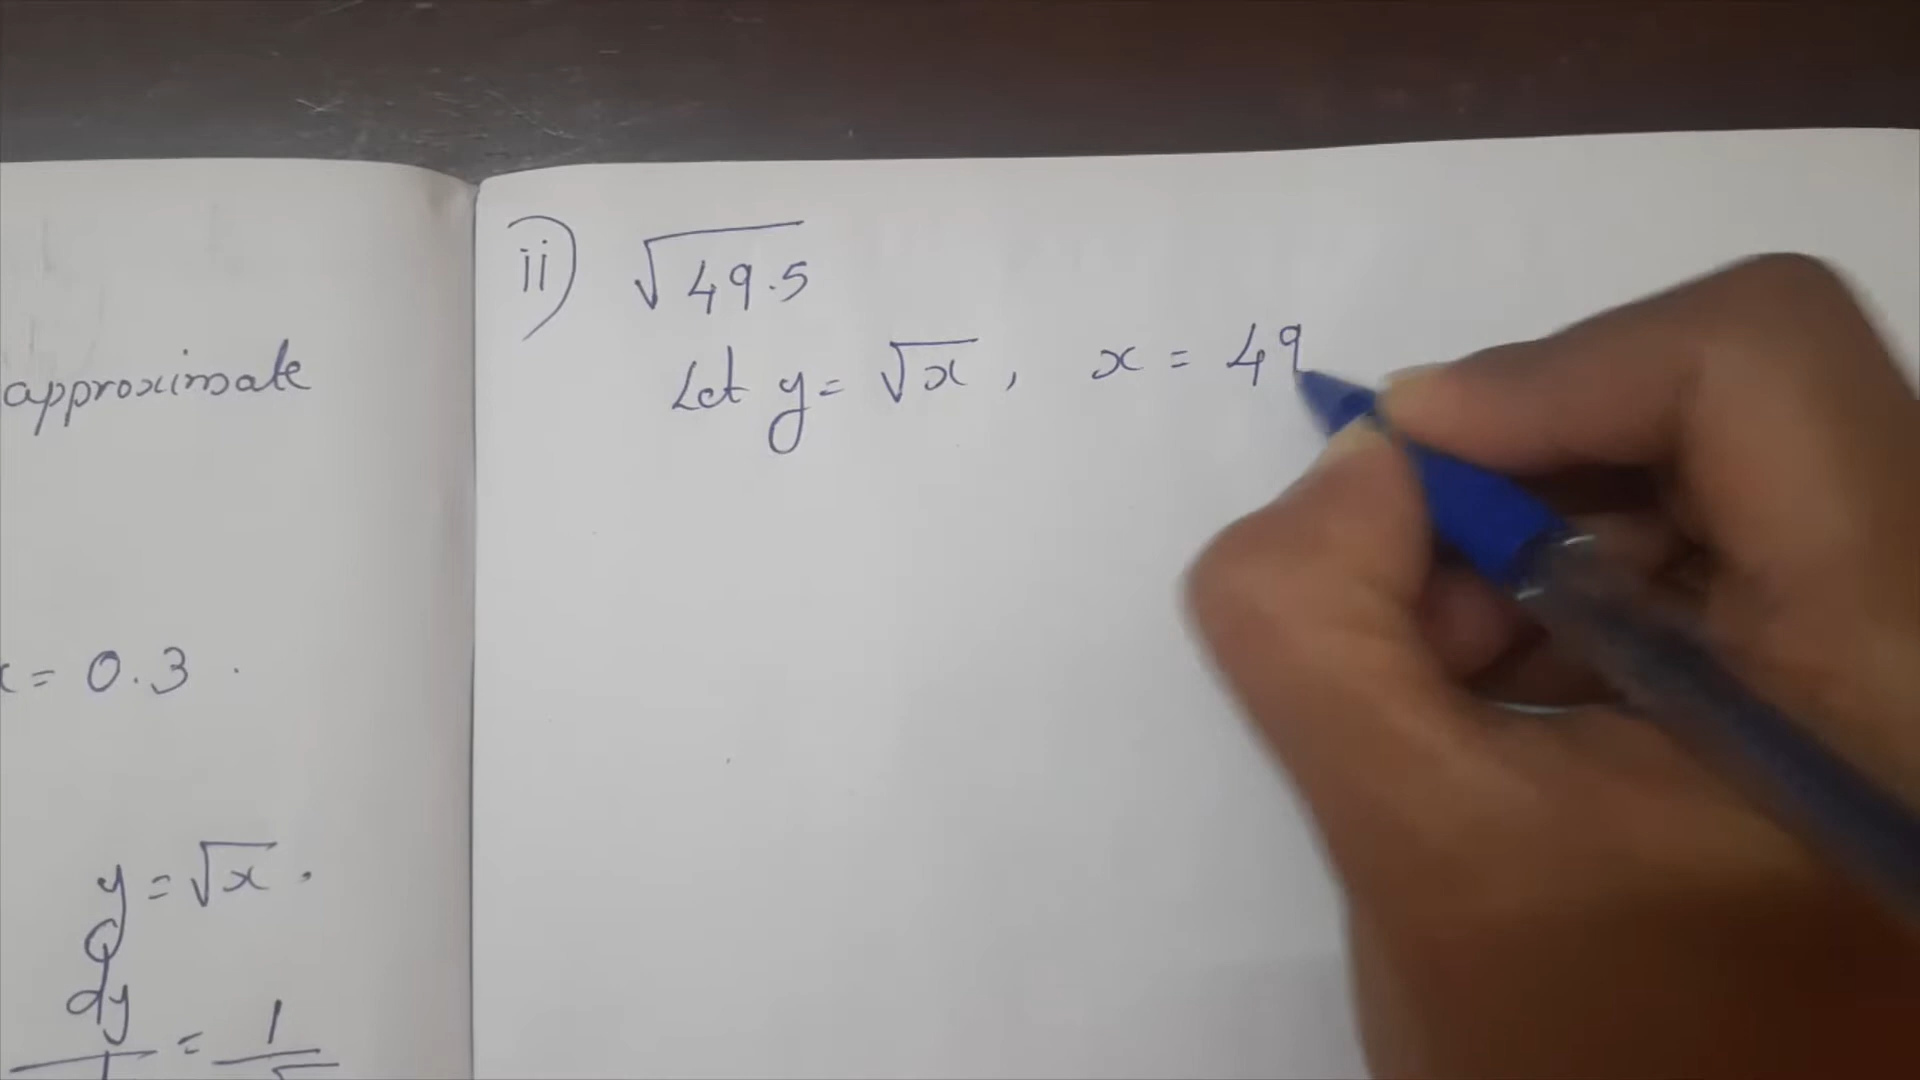 approximate
x = 0.3 .
y = √x .
dy
= 1
ii) √49.5
Let y = √x , x = 49